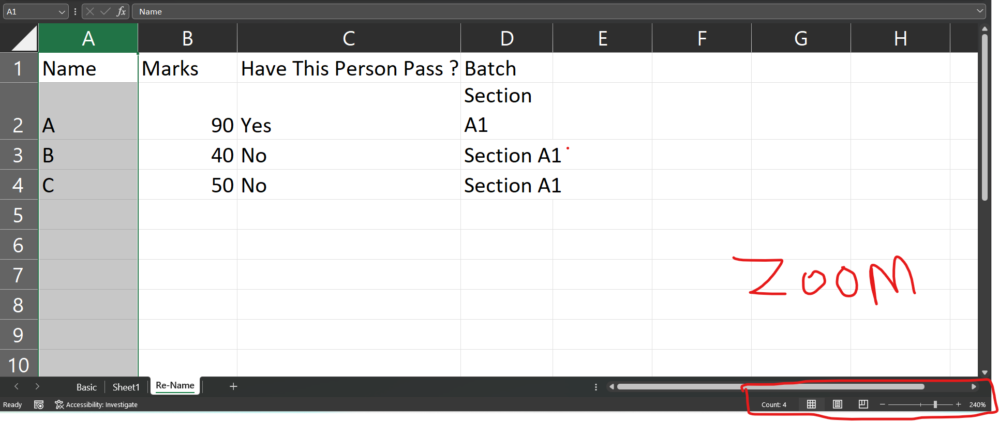 A1 fx Name
A B C D E F G H
1 Name Marks Have This Person Pass ? Batch
Section
2 A 90 Yes A1
3 B 40 No Section A1
4 C 50 No Section A1
5
6
7
ZOOM
8
9
10
Basic Sheet1 Re-Name +
Ready Accessibility: Investigate Count: 4 − + 240%